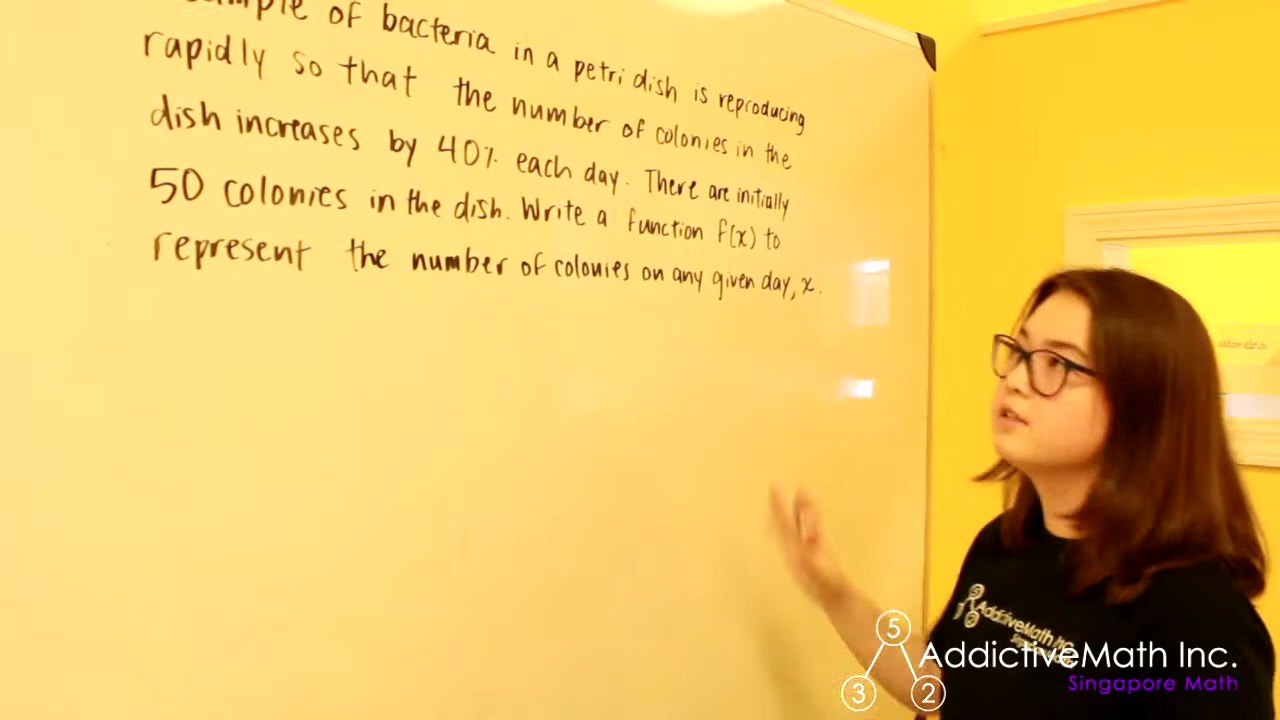 of bacteria in a petri dish is reproducing
rapidly so that the number of colonies in the
dish increases by 40% each day. There are initially
50 colonies in the dish. Write a function f(x) to
represent the number of colonies on any given day, x.
AddictiveMath Inc.
5
3 2
AddictiveMath Inc.
Singapore Math